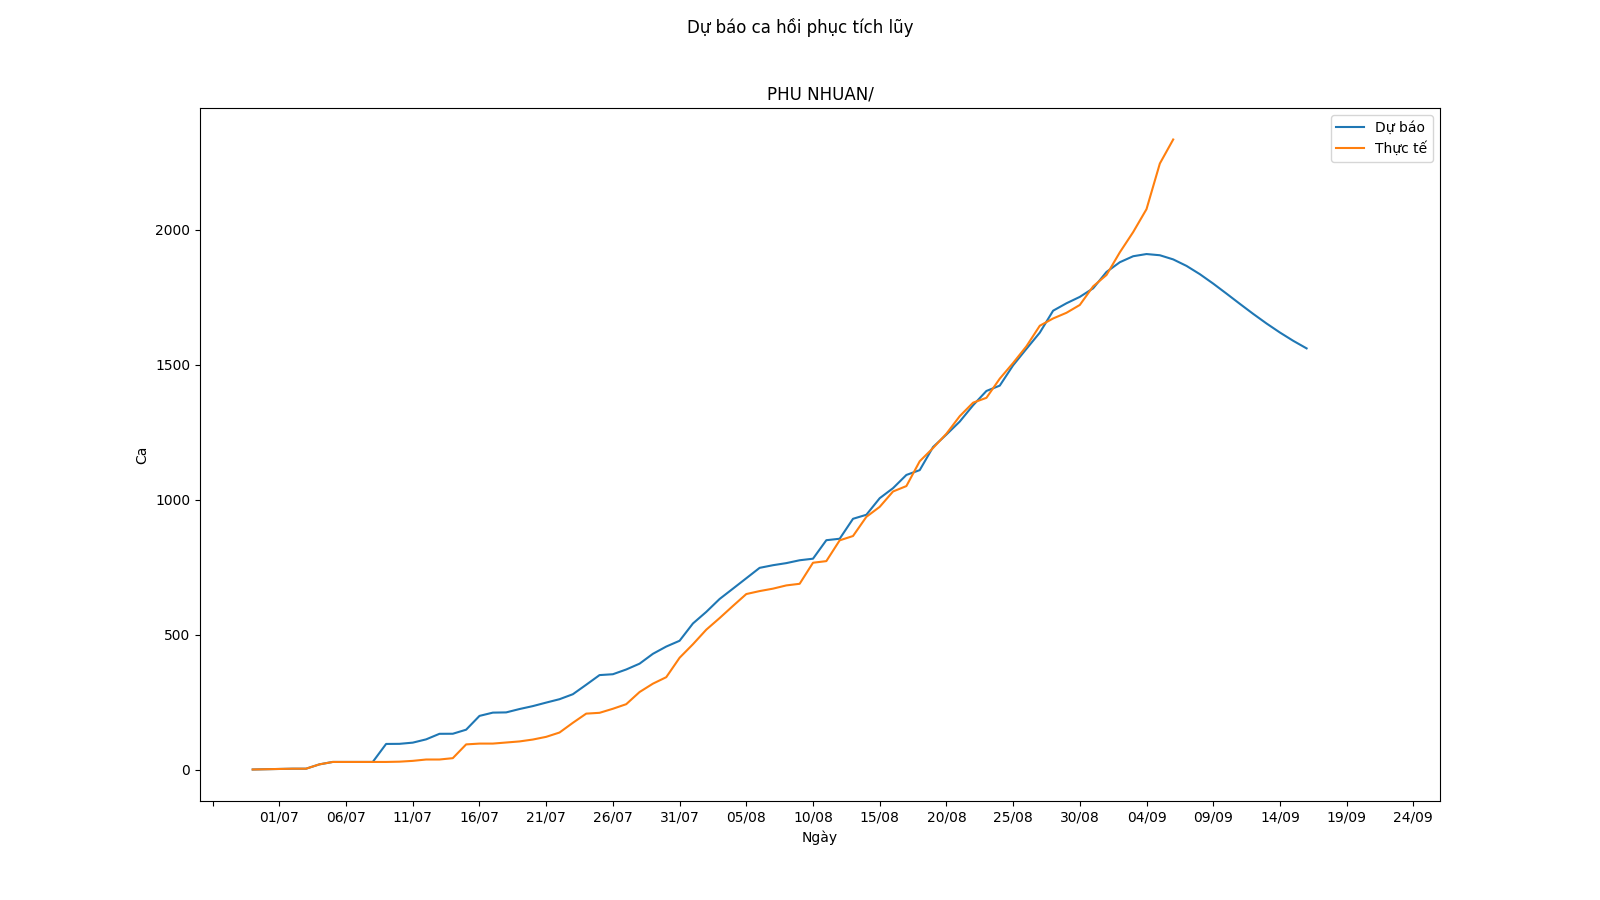 Dự báo ca hồi phục tích lũy
PHU NHUAN/
Dự báo
Thực tế
2000
1500
1000
500
0
Ca
01/07 06/07 11/07 16/07 21/07 26/07 31/07 05/08 10/08 15/08 20/08 25/08 30/08 04/09 09/09 14/09 19/09 24/09
Ngày